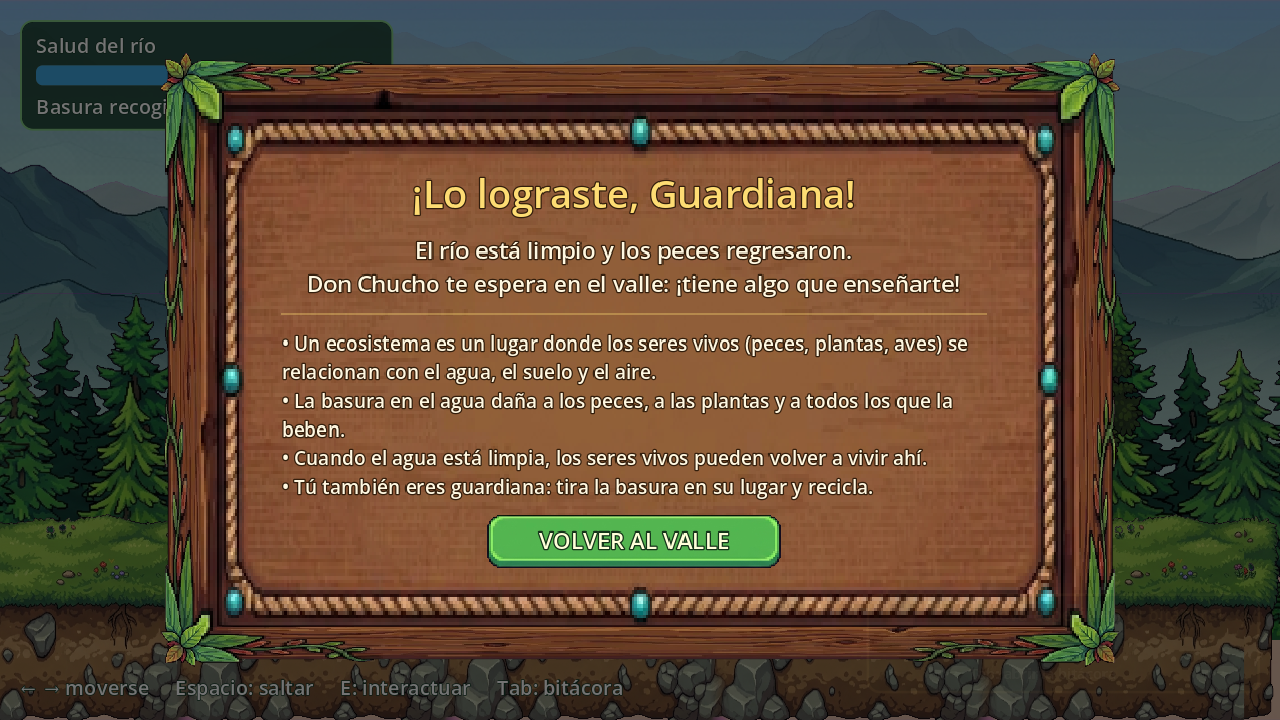 Salud del río
Basura
¡Lo lograste, Guardiana!
El río está limpio y los peces regresaron.
Don Chucho te espera en el valle: ¡tiene algo que enseñarte!
• Un ecosistema es un lugar donde los seres vivos (peces, plantas, aves) se
relacionan con el agua, el suelo y el aire.
• La basura en el agua daña a los peces, a las plantas y a todos los que la
beben.
• Cuando el agua está limpia, los seres vivos pueden volver a vivir ahí.
• Tú también eres guardiana: tira la basura en su lugar y recicla.
VOLVER AL VALLE
← → moverse Espacio: saltar E: interactuar Tab: bitácora